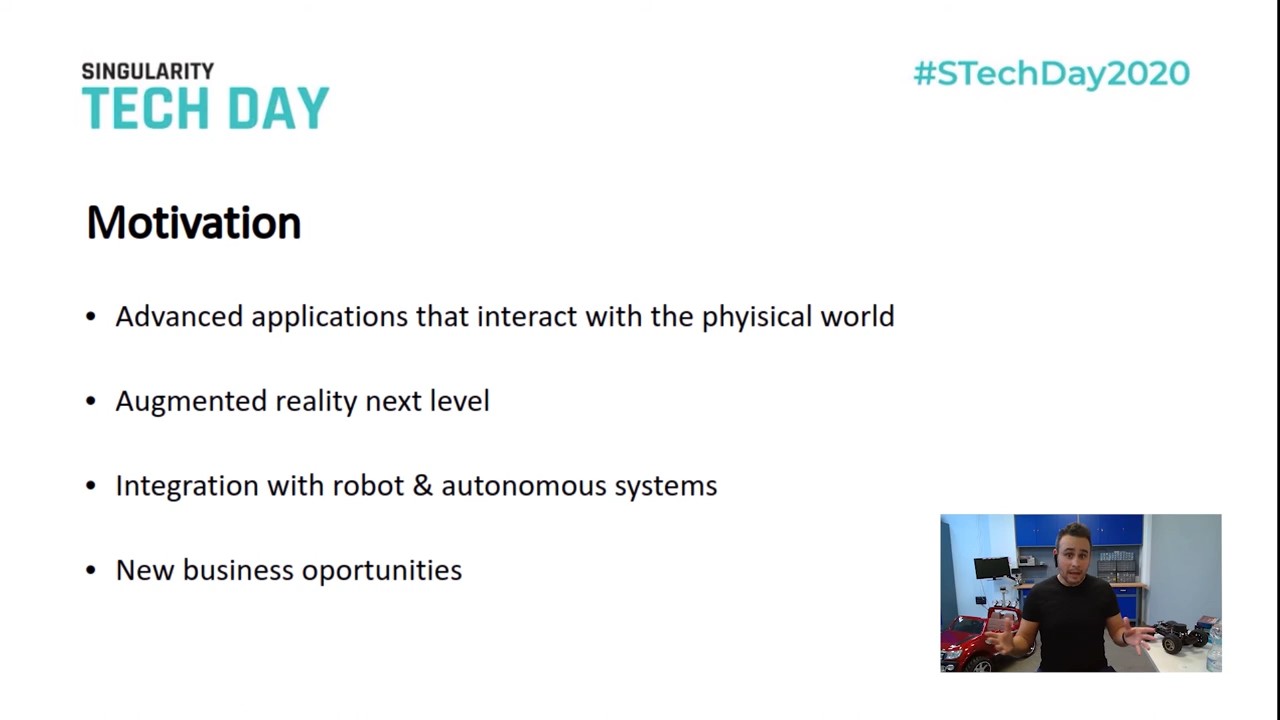 SINGULARITY
TECH DAY
#STechDay2020
Motivation
• Advanced applications that interact with the phyisical world
• Augmented reality next level
• Integration with robot & autonomous systems
• New business oportunities